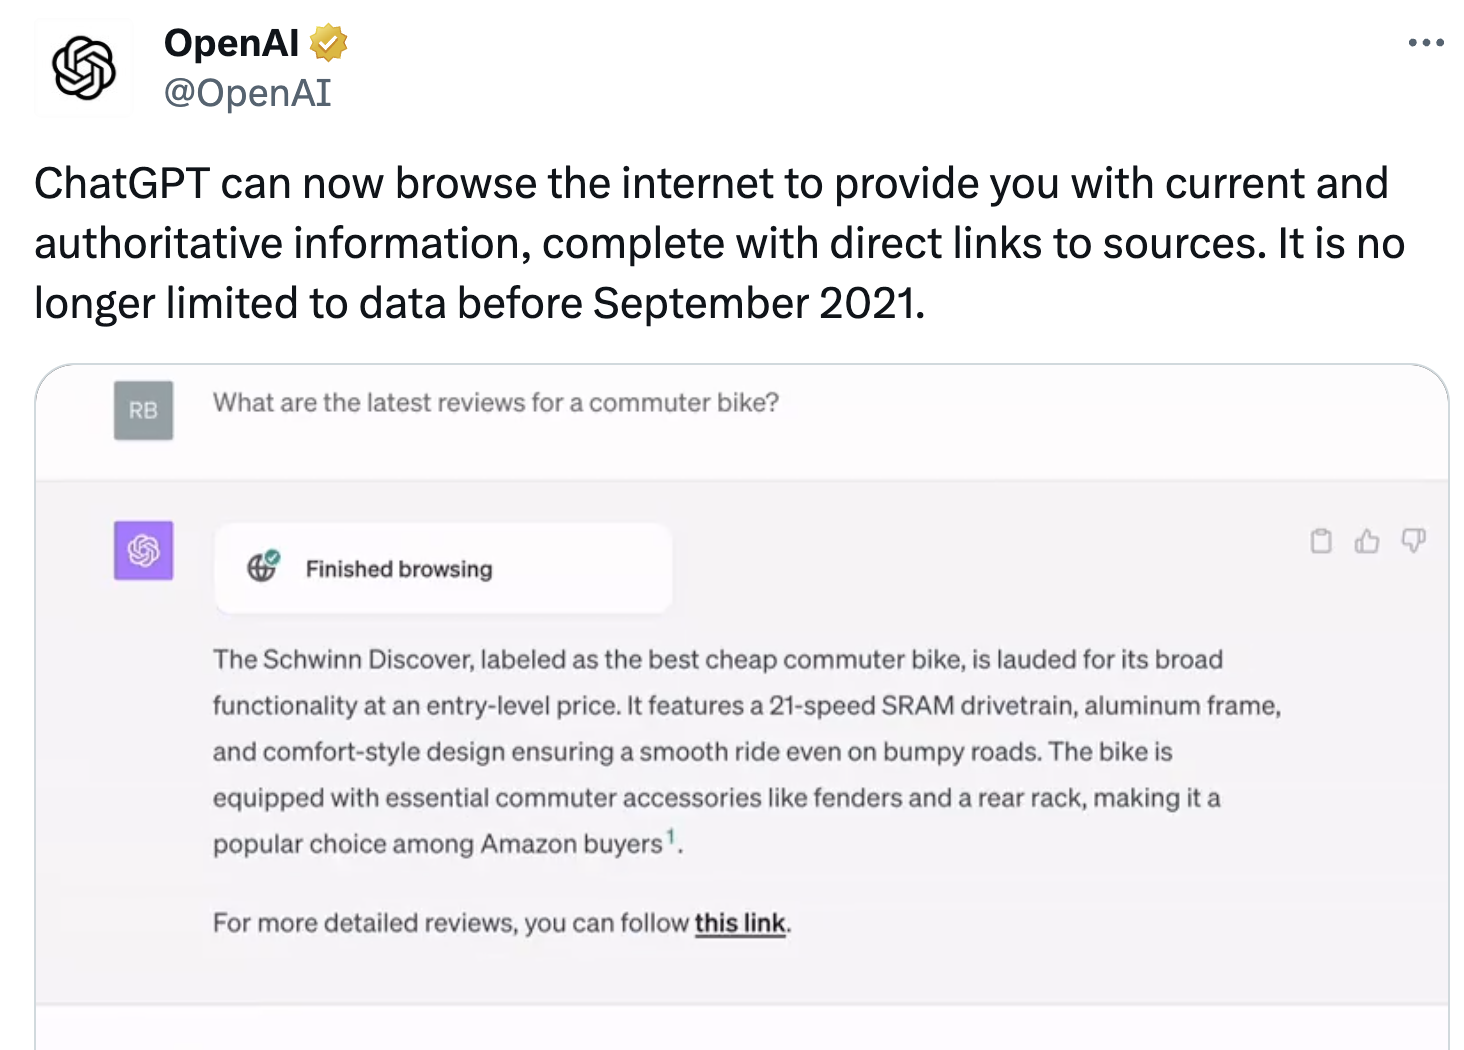 OpenAI
@OpenAI
ChatGPT can now browse the internet to provide you with current and
authoritative information, complete with direct links to sources. It is no
longer limited to data before September 2021.
RB
What are the latest reviews for a commuter bike?
Finished browsing
The Schwinn Discover, labeled as the best cheap commuter bike, is lauded for its broad
functionality at an entry-level price. It features a 21-speed SRAM drivetrain, aluminum frame,
and comfort-style design ensuring a smooth ride even on bumpy roads. The bike is
equipped with essential commuter accessories like fenders and a rear rack, making it a
popular choice among Amazon buyers 1.
For more detailed reviews, you can follow this link.